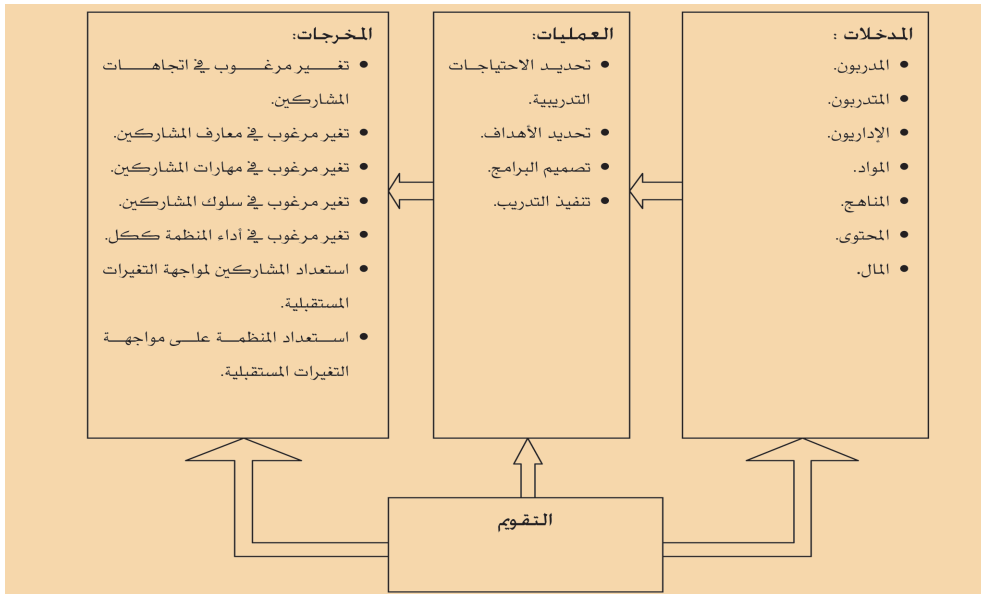 المدخلات :
• المدربون.
• المتدربون.
• الإداريون.
• المواد.
• المناهج.
• المحتوى.
• المال.
العمليات:
• تحديد الاحتياجات
التدريبية.
• تحديد الأهداف.
• تصميم البرامج.
• تنفيذ التدريب.
المخرجات:
• تغير مرغوب في اتجاهات
المشاركين.
• تغير مرغوب في معارف المشاركين.
• تغير مرغوب في مهارات المشاركين.
• تغير مرغوب في سلوك المشاركين.
• تغير مرغوب في أداء المنظمة ككل.
• استعداد المشاركين لمواجهة التغيرات
المستقبلية.
• استعداد المنظمة على مواجهة
التغيرات المستقبلية.
التقويم